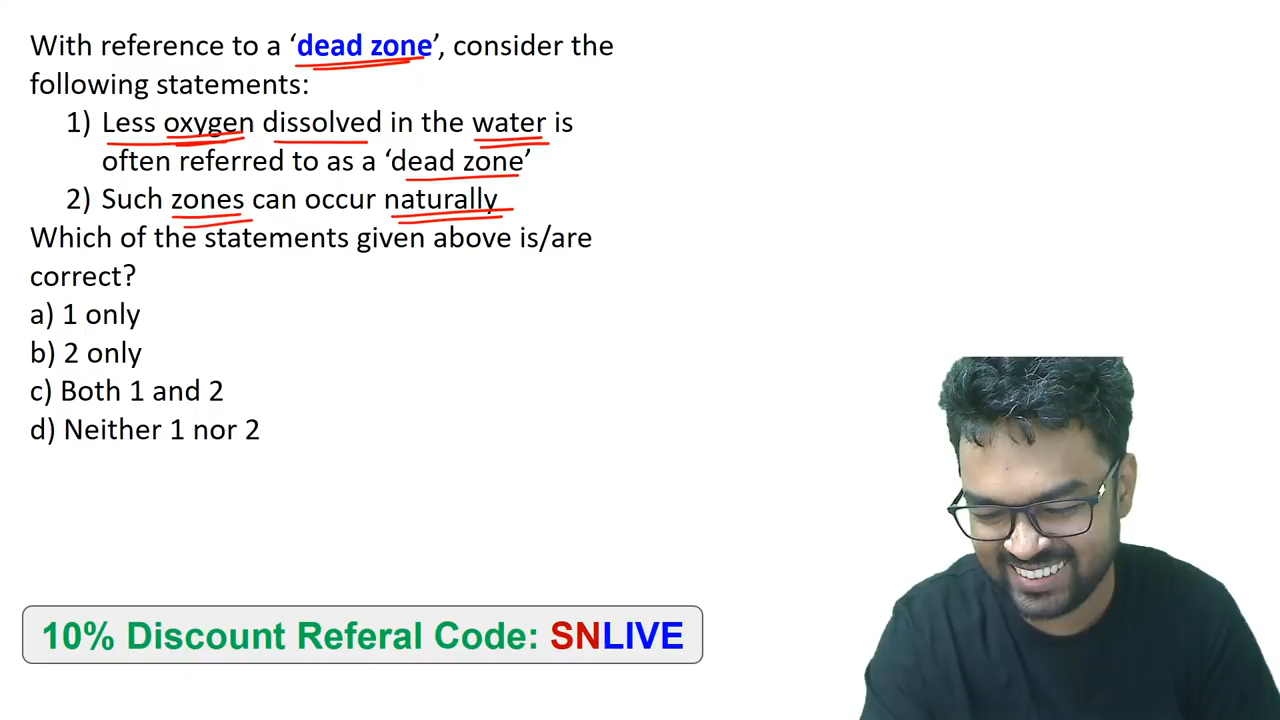 With reference to a ‘dead zone’, consider the
following statements:
1) Less oxygen dissolved in the water is
often referred to as a ‘dead zone’
2) Such zones can occur naturally
Which of the statements given above is/are
correct?
a) 1 only
b) 2 only
c) Both 1 and 2
d) Neither 1 nor 2
10% Discount Referal Code: SNLIVE